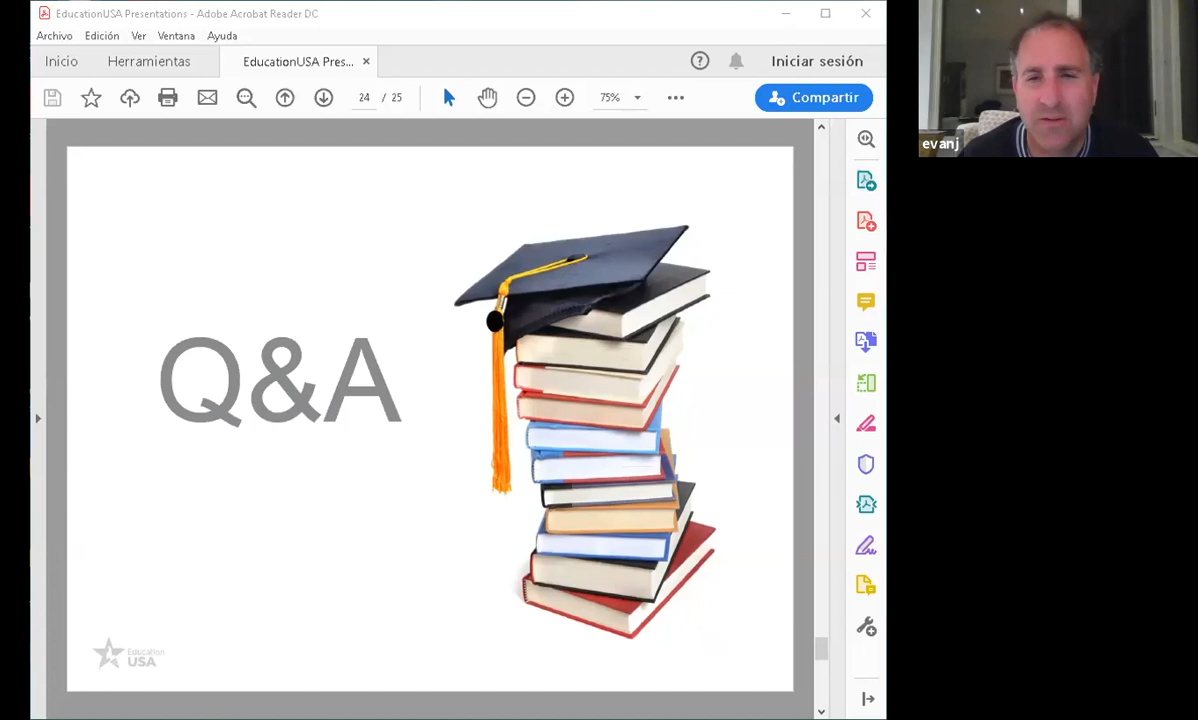 EducationUSA Presentations - Adobe Acrobat Reader DC
Archivo Edición Ver Ventana Ayuda
Inicio Herramientas EducationUSA Pres... × Iniciar sesión
24 / 25 75% Compartir
evanj
Q&A
Education
USA